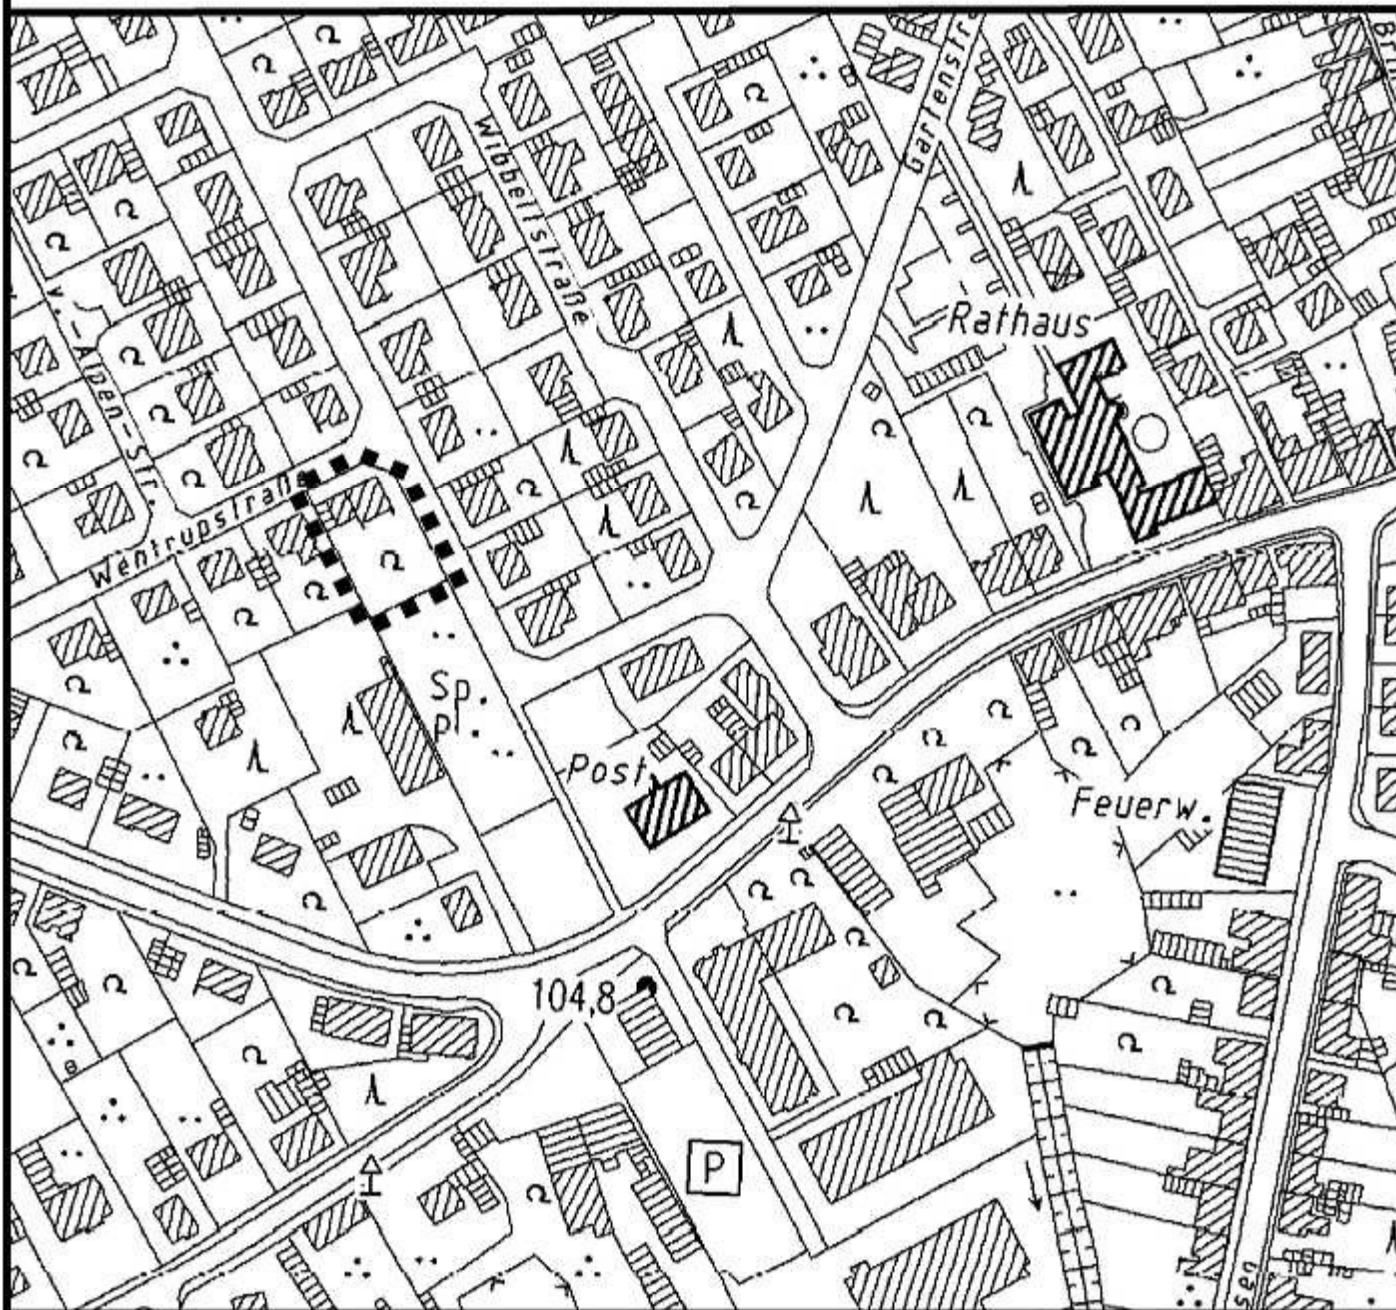 Gartenstr
Wibbeltstraße
Rathaus
v.-Alpen-Str.
Wentrupstraße
Sp.
pl.
Post
Feuerw.
104,8
P